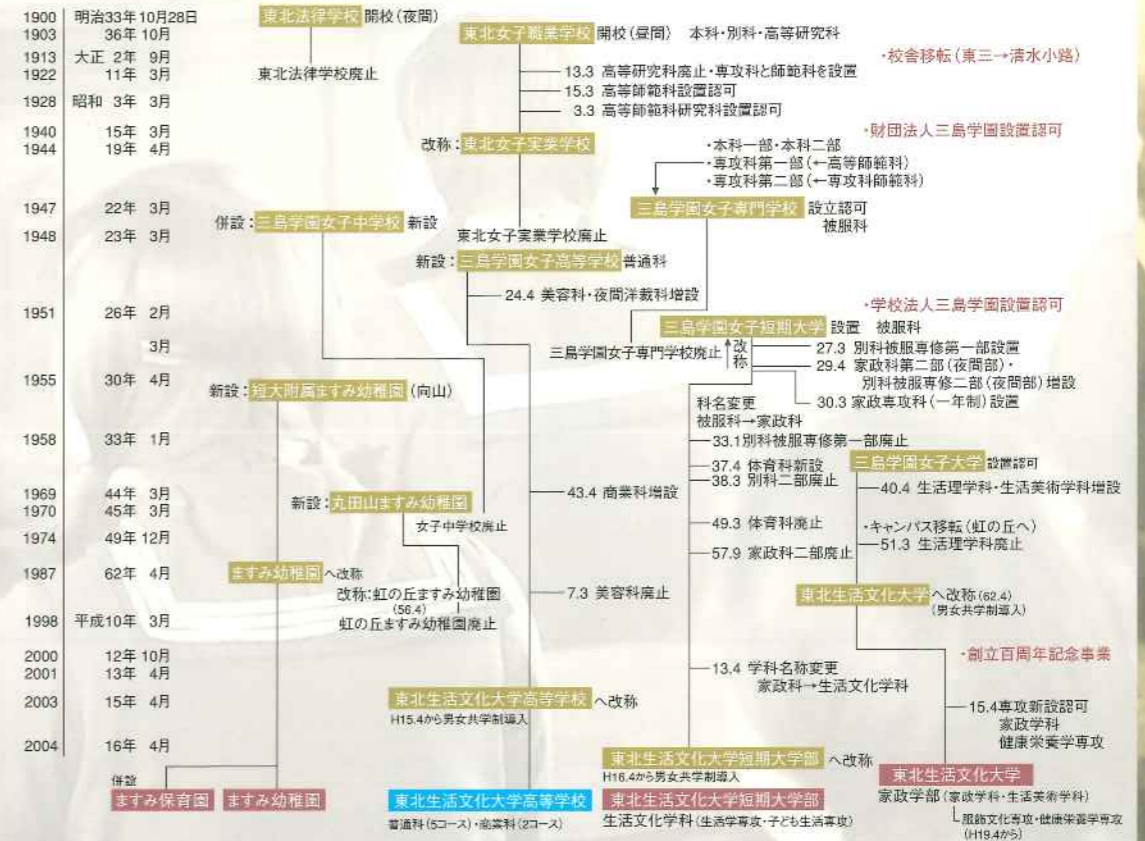 1900 明治33年10月28日 東北法律学校 開校(夜間)
1903 36年 10月 東北女子職業学校 開校(昼間) 本科・別科・高等研究科
1913 大正 2年 9月 ・校舎移転(東三→清水小路)
1922 11年 3月 東北法律学校廃止
13.3 高等研究科廃止・専攻科と師範科を設置
15.3 高等師範科設置認可
1928 昭和 3年 3月
3.3 高等師範科研究科設置認可
1940 15年 3月 ・財団法人三島学園設置認可
1944 19年 4月 改称:東北女子実業学校
・本科一部・本科二部
・専攻科第一部(←高等師範科)
・専攻科第二部(←専攻科師範科)
1947 22年 3月 併設:三島学園女子中学校 新設
三島学園女子専門学校 設立認可
被服科
1948 23年 3月 東北女子実業学校廃止
新設:三島学園女子高等学校 普通科
24.4 美容科・夜間洋裁科増設
1951 26年 2月 ・学校法人三島学園設置認可
三島学園女子短期大学 設置 被服科
3月 三島学園女子専門学校廃止
改称
27.3 別科被服専修第一部設置
29.4 家政科第二部(夜間部)・
別科被服専修二部(夜間部)増設
1955 30年 4月 新設:短大附属ますみ幼稚園(向山)
30.3 家政専攻科(一年制)設置
科名変更
被服科→家政科
1958 33年 1月
33.1別科被服専修第一部廃止
三島学園女子大学 設置認可
37.4 体育科新設
38.3 別科二部廃止
40.4 生活理学科・生活美術学科増設
1969 44年 3月 新設:丸田山ますみ幼稚園
43.4 商業科増設
1970 45年 3月 女子中学校廃止
49.3 体育科廃止
・キャンパス移転(虹の丘へ)
1974 49年 12月
51.3 生活理学科廃止
57.9 家政科二部廃止
1987 62年 4月 ますみ幼稚園へ改称
改称:虹の丘ますみ幼稚園
(56.4)
7.3 美容科廃止
東北生活文化大学 へ改称(62.4)
(男女共学制導入)
1998 平成10年 3月 虹の丘ますみ幼稚園廃止
2000 12年 10月 ・創立百周年記念事業
2001 13年 4月
13.4 学科名称変更
家政科→生活文化学科
2003 15年 4月 東北生活文化大学高等学校 へ改称
H15.4から男女共学制導入
15.4専攻新設認可
家政学科
健康栄養学専攻
2004 16年 4月 東北生活文化大学短期大学部 へ改称
H16.4から男女共学制導入
併設
ますみ保育園 ますみ幼稚園
東北生活文化大学高等学校
普通科(5コース)・商業科(2コース)
東北生活文化大学短期大学部
生活文化学科(生活学専攻・子ども生活専攻)
東北生活文化大学
家政学部(家政学科・生活美術学科)
服飾文化専攻・健康栄養学専攻
(H19.4から)